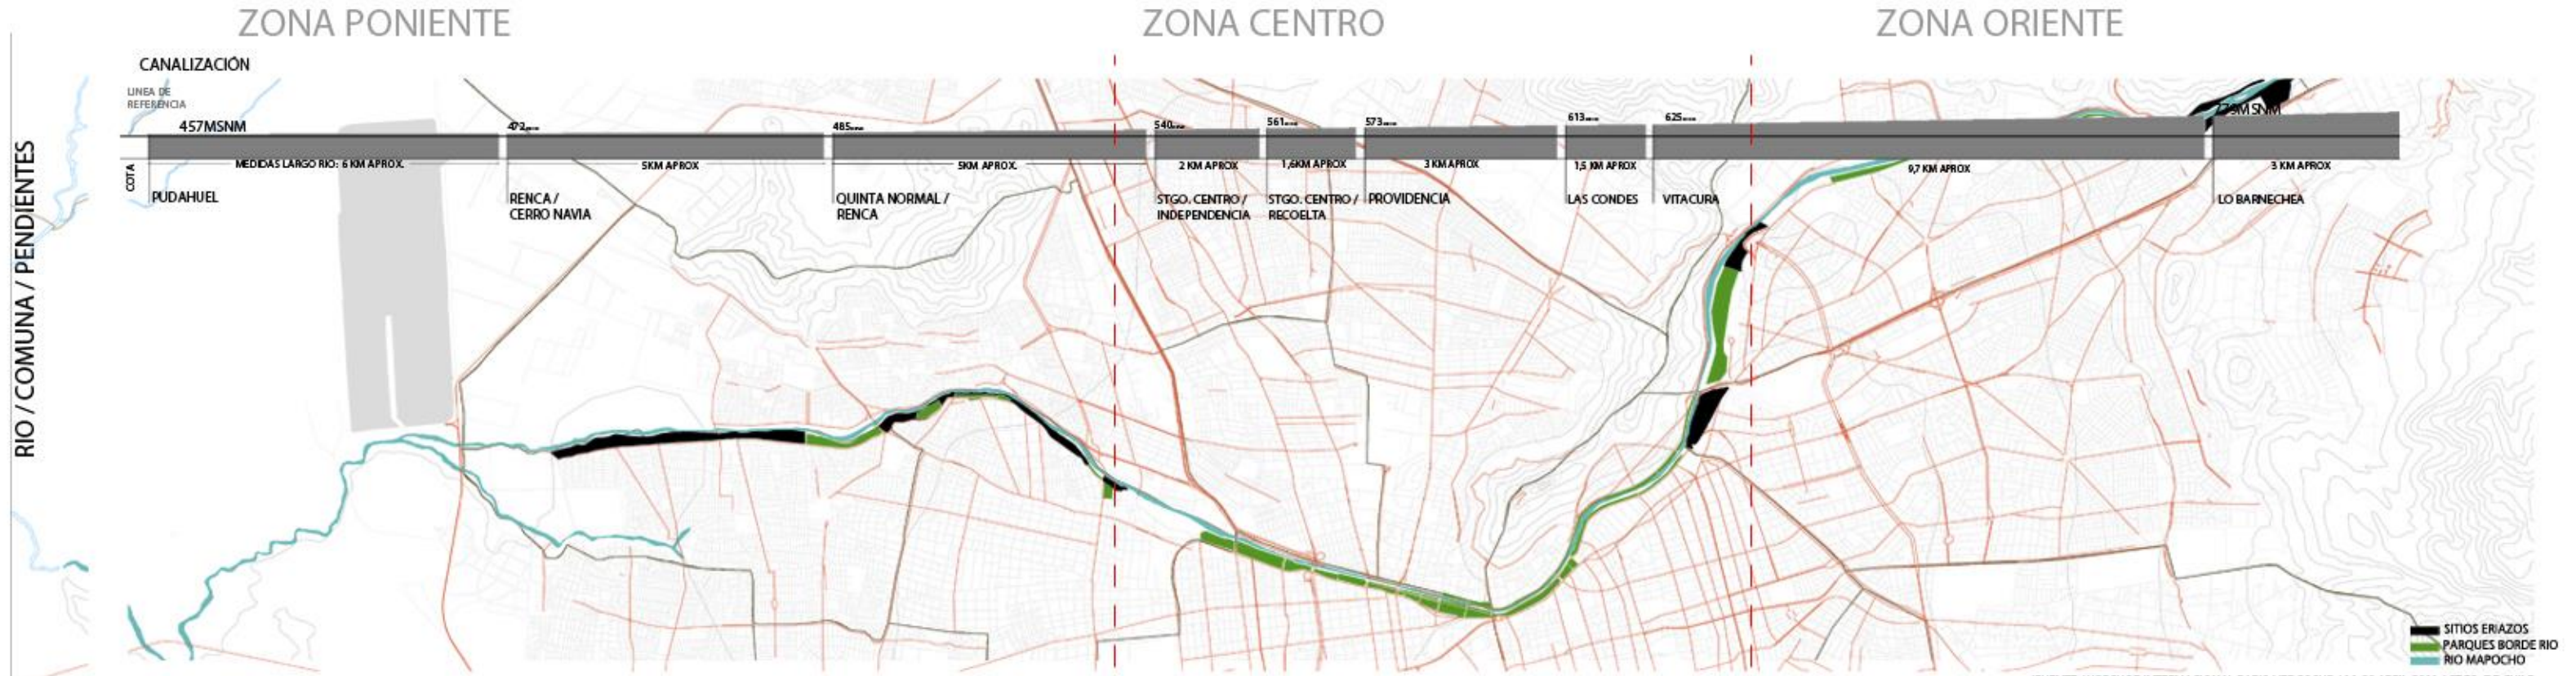 ZONA PONIENTE
ZONA CENTRO
ZONA ORIENTE
CANALIZACIÓN
LINEA DE
REFERENCIA
RIO / COMUNA / PENDIENTES
COTA
457MSNM
472
485
540
561
573
613
625
MEDIDAS LARGO RIO: 6 KM APROX.
5KM APROX
5KM APROX.
2 KM APROX
1,6KM APROX
3 KM APROX
1,5 KM APROX
9,7 KM APROX
3 KM APROX
PUDAHUEL
RENCA /
CERRO NAVIA
QUINTA NORMAL /
RENCA
STGO. CENTRO /
INDEPENDENCIA
STGO. CENTRO /
RECOELTA
PROVIDENCIA
LAS CONDES
VITACURA
LO BARNECHEA
SITIOS ERIAZOS
PARQUES BORDE RIO
RIO MAPOCHO